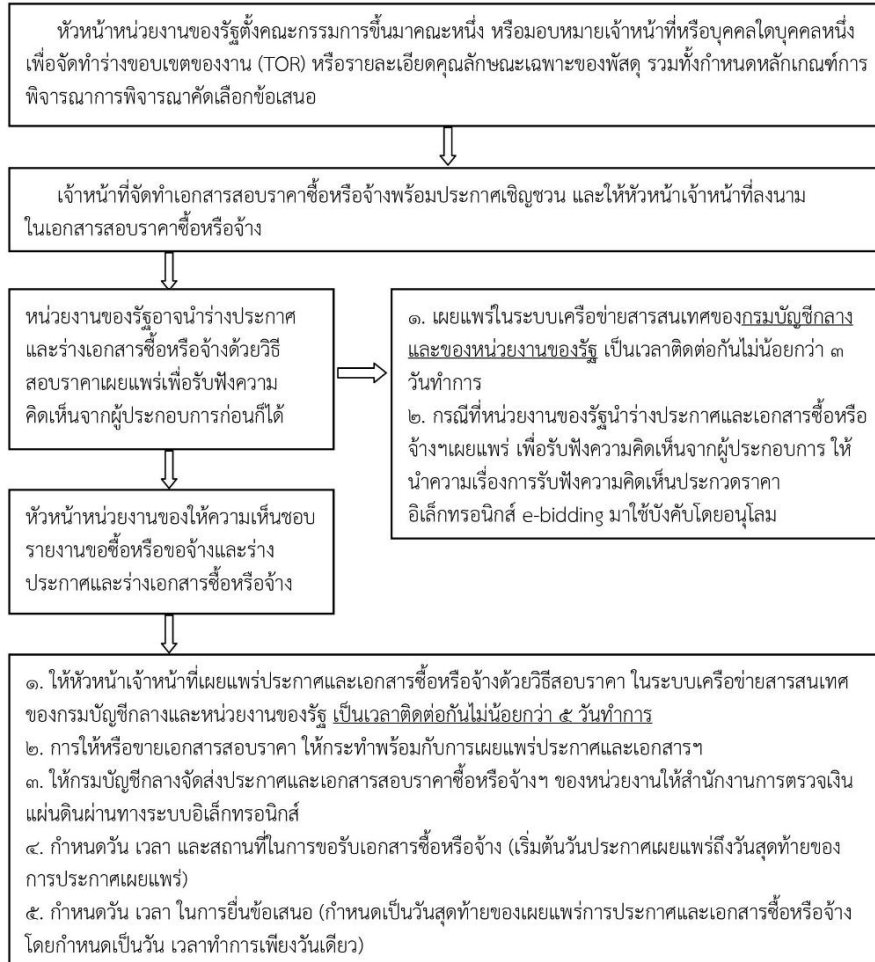 หัวหน้าหน่วยงานของรัฐตั้งคณะกรรมการขึ้นมาคณะหนึ่ง หรือมอบหมายเจ้าหน้าที่หรือบุคคลใดบุคคลหนึ่ง
เพื่อจัดทำร่างขอบเขตของงาน (TOR) หรือรายละเอียดคุณลักษณะเฉพาะของพัสดุ รวมทั้งกำหนดหลักเกณฑ์การ
พิจารณาการพิจารณาคัดเลือกข้อเสนอ
เจ้าหน้าที่จัดทำเอกสารสอบราคาซื้อหรือจ้างพร้อมประกาศเชิญชวน และให้หัวหน้าเจ้าหน้าที่ลงนาม
ในเอกสารสอบราคาซื้อหรือจ้าง
หน่วยงานของรัฐอาจนำร่างประกาศ
และร่างเอกสารซื้อหรือจ้างด้วยวิธี
สอบราคาเผยแพร่เพื่อรับฟังความ
คิดเห็นจากผู้ประกอบการก่อนก็ได้
๑. เผยแพร่ในระบบเครือข่ายสารสนเทศของกรมบัญชีกลาง
และของหน่วยงานของรัฐ เป็นเวลาติดต่อกันไม่น้อยกว่า ๓
วันทำการ
๒. กรณีที่หน่วยงานของรัฐนำร่างประกาศและเอกสารซื้อหรือ
จ้างฯเผยแพร่ เพื่อรับฟังความคิดเห็นจากผู้ประกอบการ ให้
นำความเรื่องการรับฟังความคิดเห็นประกวดราคา
อิเล็กทรอนิกส์ e-bidding มาใช้บังคับโดยอนุโลม
หัวหน้าหน่วยงานของให้ความเห็นชอบ
รายงานขอซื้อหรือขอจ้างและร่าง
ประกาศและร่างเอกสารซื้อหรือจ้าง
๑. ให้หัวหน้าเจ้าหน้าที่เผยแพร่ประกาศและเอกสารซื้อหรือจ้างด้วยวิธีสอบราคา ในระบบเครือข่ายสารสนเทศ
ของกรมบัญชีกลางและหน่วยงานของรัฐ เป็นเวลาติดต่อกันไม่น้อยกว่า ๕ วันทำการ
๒. การให้หรือขายเอกสารสอบราคา ให้กระทำพร้อมกับการเผยแพร่ประกาศและเอกสารฯ
๓. ให้กรมบัญชีกลางจัดส่งประกาศและเอกสารสอบราคาซื้อหรือจ้างฯ ของหน่วยงานให้สำนักงานการตรวจเงิน
แผ่นดินผ่านทางระบบอิเล็กทรอนิกส์
๔. กำหนดวัน เวลา และสถานที่ในการขอรับเอกสารซื้อหรือจ้าง (เริ่มต้นวันประกาศเผยแพร่ถึงวันสุดท้ายของ
การประกาศเผยแพร่)
๕. กำหนดวัน เวลา ในการยื่นข้อเสนอ (กำหนดเป็นวันสุดท้ายของเผยแพร่การประกาศและเอกสารซื้อหรือจ้าง
โดยกำหนดเป็นวัน เวลาทำการเพียงวันเดียว)